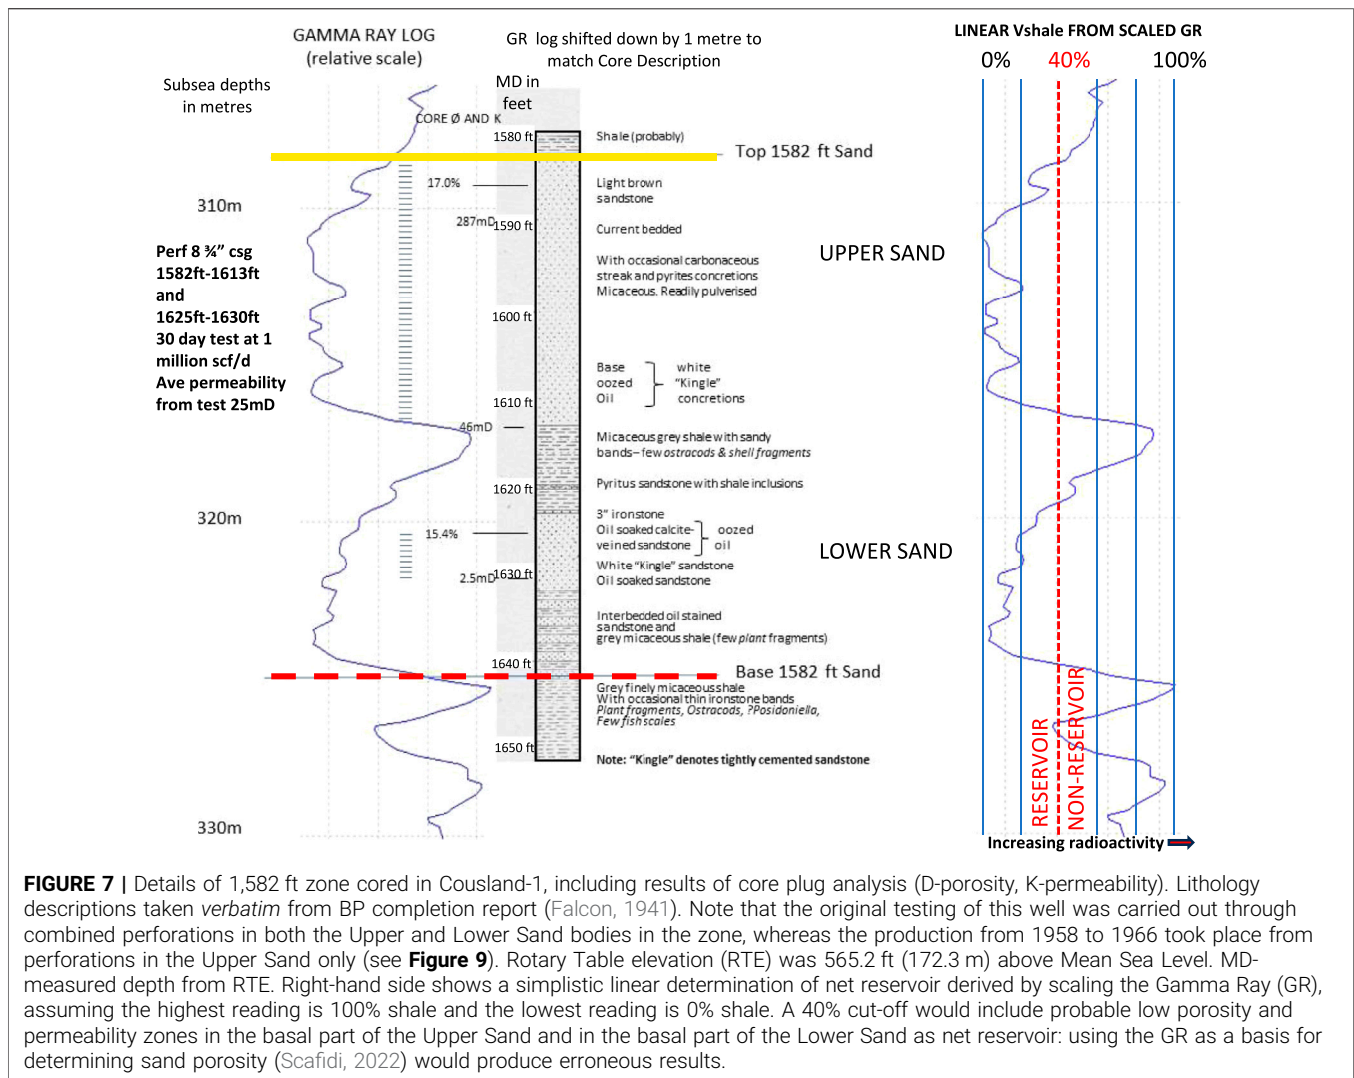 GAMMA RAY LOG
(relative scale)
GR log shifted down by 1 metre to
match Core Description
LINEAR Vshale FROM SCALED GR
0% 40% 100%
Subsea depths
in metres
MD in
feet
CORE Ø AND K
1580 ft
Shale (probably)
Top 1582 ft Sand
17.0%
Light brown
sandstone
310m
287mD
1590 ft
Current bedded
UPPER SAND
Perf 8 ¾” csg
1582ft-1613ft
and
1625ft-1630ft
30 day test at 1
million scf/d
Ave permeability
from test 25mD
With occasional carbonaceous
streak and pyrites concretions
Micaceous. Readily pulverised
1600 ft
Base
oozed
Oil
white
“Kingle”
concretions
1610 ft
46mD
Micaceous grey shale with sandy
bands– few ostracods & shell fragments
1620 ft
Pyritus sandstone with shale inclusions
320m
3” ironstone
15.4%
Oil soaked calcite-
veined sandstone
oozed
oil
LOWER SAND
White “Kingle” sandstone
2.5mD
1630 ft
Oil soaked sandstone
Interbedded oil stained
sandstone and
grey micaceous shale (few plant fragments)
1640 ft
Base 1582 ft Sand
Grey finely micaceous shale
With occasional thin ironstone bands
Plant fragments, Ostracods, ?Posidoniella,
Few fish scales
1650 ft
Note: “Kingle” denotes tightly cemented sandstone
RESERVOIR
NON-RESERVOIR
330m
Increasing radioactivity
FIGURE 7 | Details of 1,582 ft zone cored in Cousland-1, including results of core plug analysis (D-porosity, K-permeability). Lithology
descriptions taken verbatim from BP completion report (Falcon, 1941). Note that the original testing of this well was carried out through
combined perforations in both the Upper and Lower Sand bodies in the zone, whereas the production from 1958 to 1966 took place from
perforations in the Upper Sand only (see Figure 9). Rotary Table elevation (RTE) was 565.2 ft (172.3 m) above Mean Sea Level. MD-
measured depth from RTE. Right-hand side shows a simplistic linear determination of net reservoir derived by scaling the Gamma Ray (GR),
assuming the highest reading is 100% shale and the lowest reading is 0% shale. A 40% cut-off would include probable low porosity and
permeability zones in the basal part of the Upper Sand and in the basal part of the Lower Sand as net reservoir: using the GR as a basis for
determining sand porosity (Scafidi, 2022) would produce erroneous results.